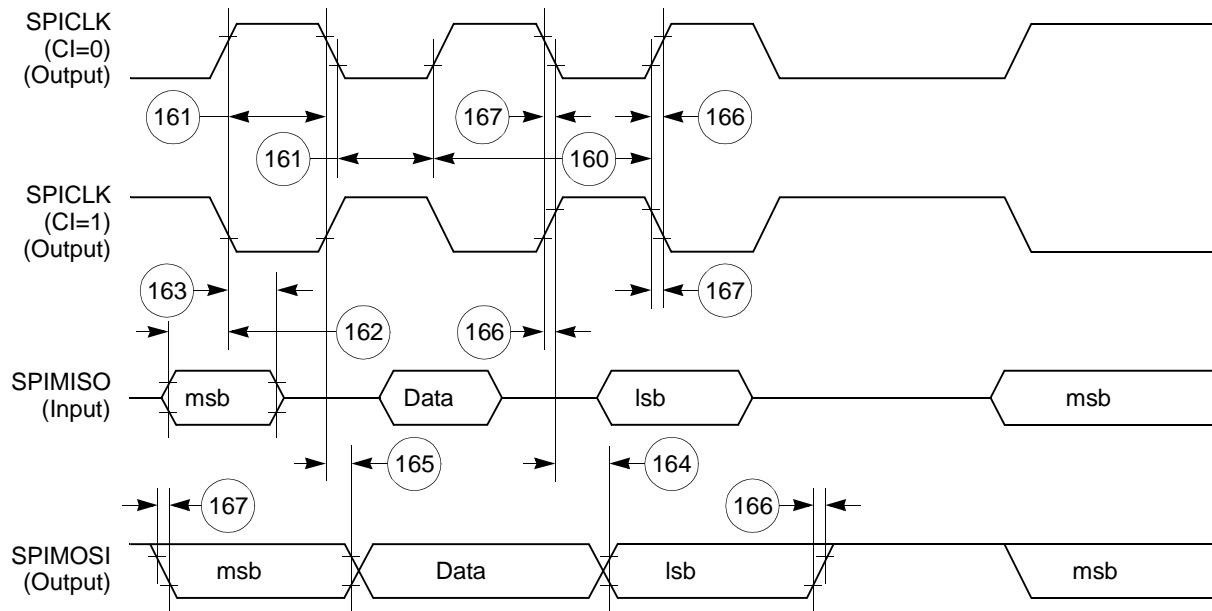 SPICLK
(CI=0)
(Output)
161
167
166
161
160
SPICLK
(CI=1)
(Output)
163
167
162
166
SPIMISO
(Input)
msb
Data
lsb
msb
165
164
167
166
SPIMOSI
(Output)
msb
Data
lsb
msb